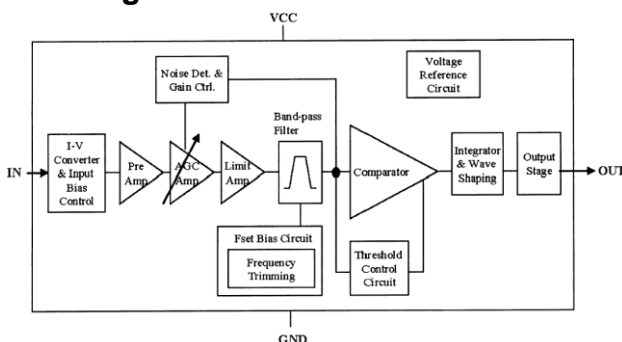 VCC
Noise Det. &
Gain Ctrl.
Voltage
Reference
Circuit
Band-pass
Filter
I-V
Converter
& Input
Bias
Control
IN
Pre
Amp
AGC
Amp
Limit
Amp
Comparator
Integrator
& Wave
Shaping
Output
Stage
OUT
Fset Bias Circuit
Frequency
Trimming
Threshold
Control
Circuit
GND